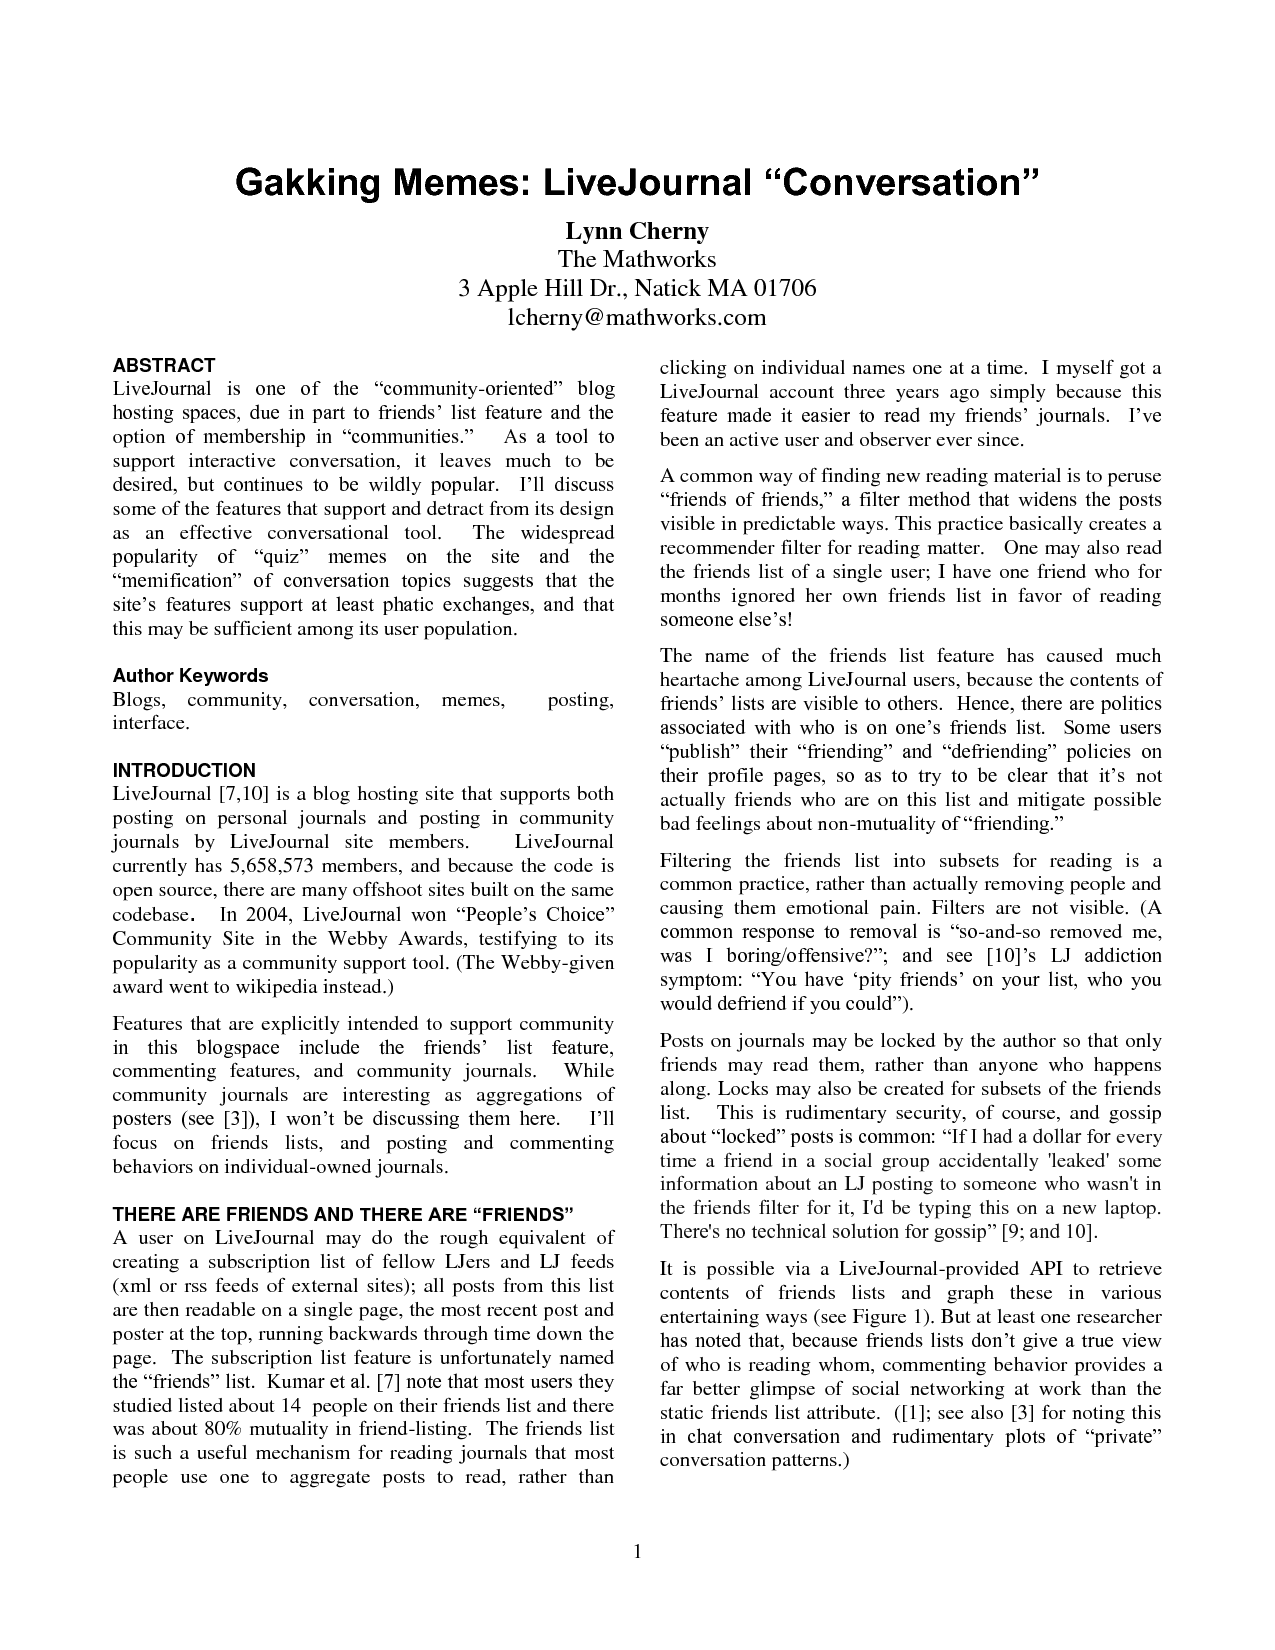 Gakking Memes: LiveJournal “Conversation”
Lynn Cherny
The Mathworks
3 Apple Hill Dr., Natick MA 01706
lcherny@mathworks.com
ABSTRACT
LiveJournal is one of the “community-oriented” blog
hosting spaces, due in part to friends’ list feature and the
option of membership in “communities.” As a tool to
support interactive conversation, it leaves much to be
desired, but continues to be wildly popular. I’ll discuss
some of the features that support and detract from its design
as an effective conversational tool. The widespread
popularity of “quiz” memes on the site and the
“memification” of conversation topics suggests that the
site’s features support at least phatic exchanges, and that
this may be sufficient among its user population.
Author Keywords
Blogs, community, conversation, memes, posting,
interface.
INTRODUCTION
LiveJournal [7,10] is a blog hosting site that supports both
posting on personal journals and posting in community
journals by LiveJournal site members. LiveJournal
currently has 5,658,573 members, and because the code is
open source, there are many offshoot sites built on the same
codebase. In 2004, LiveJournal won “People’s Choice”
Community Site in the Webby Awards, testifying to its
popularity as a community support tool. (The Webby-given
award went to wikipedia instead.)
Features that are explicitly intended to support community
in this blogspace include the friends’ list feature,
commenting features, and community journals. While
community journals are interesting as aggregations of
posters (see [3]), I won’t be discussing them here. I’ll
focus on friends lists, and posting and commenting
behaviors on individual-owned journals.
THERE ARE FRIENDS AND THERE ARE “FRIENDS”
A user on LiveJournal may do the rough equivalent of
creating a subscription list of fellow LJers and LJ feeds
(xml or rss feeds of external sites); all posts from this list
are then readable on a single page, the most recent post and
poster at the top, running backwards through time down the
page. The subscription list feature is unfortunately named
the “friends” list. Kumar et al. [7] note that most users they
studied listed about 14 people on their friends list and there
was about 80% mutuality in friend-listing. The friends list
is such a useful mechanism for reading journals that most
people use one to aggregate posts to read, rather than
clicking on individual names one at a time. I myself got a
LiveJournal account three years ago simply because this
feature made it easier to read my friends’ journals. I’ve
been an active user and observer ever since.
A common way of finding new reading material is to peruse
“friends of friends,” a filter method that widens the posts
visible in predictable ways. This practice basically creates a
recommender filter for reading matter. One may also read
the friends list of a single user; I have one friend who for
months ignored her own friends list in favor of reading
someone else’s!
The name of the friends list feature has caused much
heartache among LiveJournal users, because the contents of
friends’ lists are visible to others. Hence, there are politics
associated with who is on one’s friends list. Some users
“publish” their “friending” and “defriending” policies on
their profile pages, so as to try to be clear that it’s not
actually friends who are on this list and mitigate possible
bad feelings about non-mutuality of “friending.”
Filtering the friends list into subsets for reading is a
common practice, rather than actually removing people and
causing them emotional pain. Filters are not visible. (A
common response to removal is “so-and-so removed me,
was I boring/offensive?”; and see [10]’s LJ addiction
symptom: “You have ‘pity friends’ on your list, who you
would defriend if you could”).
Posts on journals may be locked by the author so that only
friends may read them, rather than anyone who happens
along. Locks may also be created for subsets of the friends
list. This is rudimentary security, of course, and gossip
about “locked” posts is common: “If I had a dollar for every
time a friend in a social group accidentally 'leaked' some
information about an LJ posting to someone who wasn't in
the friends filter for it, I'd be typing this on a new laptop.
There's no technical solution for gossip” [9; and 10].
It is possible via a LiveJournal-provided API to retrieve
contents of friends lists and graph these in various
entertaining ways (see Figure 1). But at least one researcher
has noted that, because friends lists don’t give a true view
of who is reading whom, commenting behavior provides a
far better glimpse of social networking at work than the
static friends list attribute. ([1]; see also [3] for noting this
in chat conversation and rudimentary plots of “private”
conversation patterns.)
1